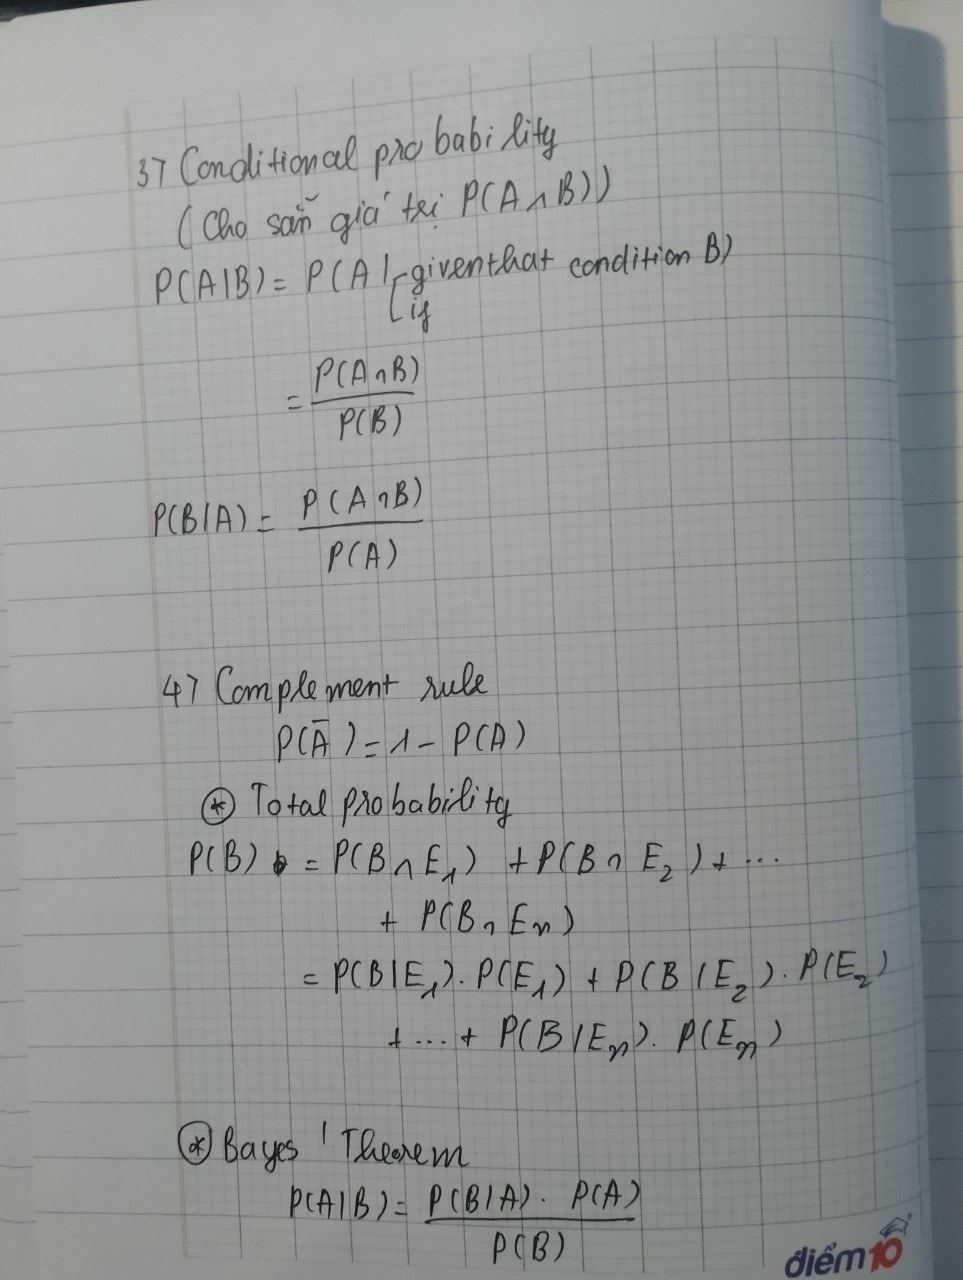 3> Conditional probability
(Cho sẵn giá trị P(A∩B))
P(A|B) = P(A | given that condition B)
if
= P(A∩B)
P(B)
P(B|A) = P(A∩B)
P(A)
4> Complement rule
P(Ā) = 1 - P(A)
⊛ Total probability
P(B) = P(B∩E₁) + P(B∩E₂) + ...
+ P(B∩Eₙ)
= P(B|E₁). P(E₁) + P(B|E₂). P(E₂)
+ ... + P(B|Eₙ). P(Eₙ)
⊛ Bayes' Theorem
P(A|B) = P(B|A). P(A)
P(B)
điểm10